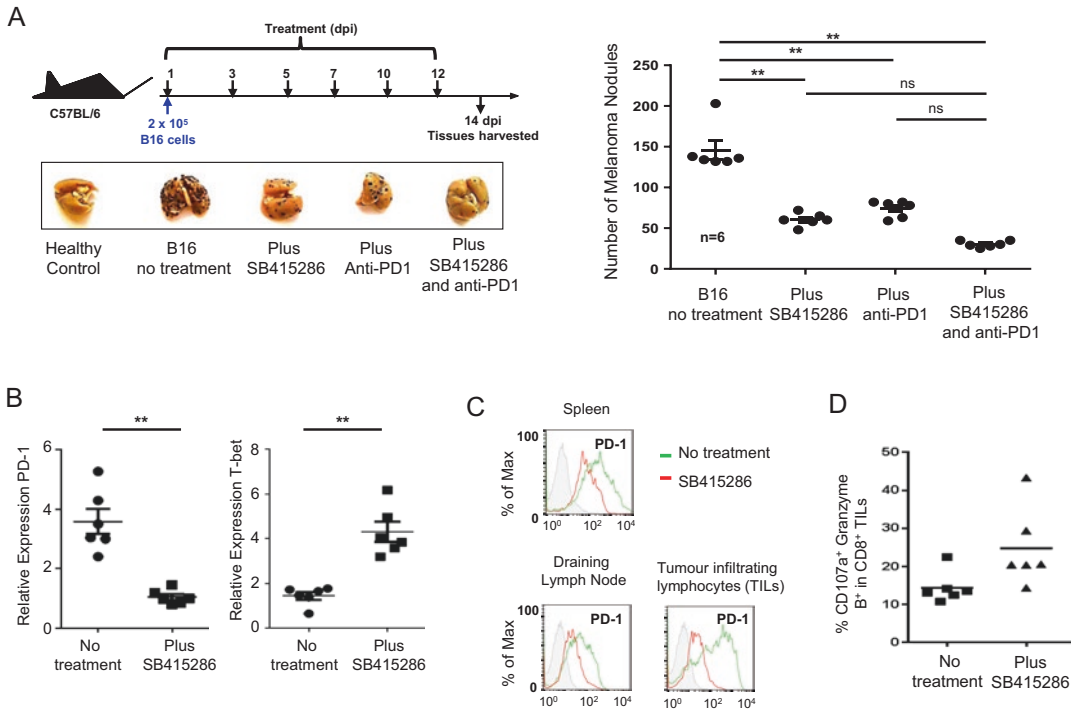 A
Treatment (dpi)
1 3 5 7 10 12
C57BL/6
2 x 10⁵
B16 cells
14 dpi
Tissues harvested
Healthy
Control
B16
no treatment
Plus
SB415286
Plus
Anti-PD1
Plus
SB415286
and anti-PD1
Number of Melanoma Nodules
250
200
150
100
50
0
**
**
**
ns
ns
n=6
B16
no treatment
Plus
SB415286
Plus
anti-PD1
Plus
SB415286
and anti-PD1
B
Relative Expression PD-1
6
4
2
0
**
No
treatment
Plus
SB415286
Relative Expression T-bet
8
6
4
2
0
**
No
treatment
Plus
SB415286
C
Spleen
% of Max
100
0
PD-1
10⁰ 10² 10⁴
No treatment
SB415286
Draining
Lymph Node
% of Max
100
0
PD-1
10⁰ 10² 10⁴
Tumour infiltrating
lymphocytes (TILs)
100
0
PD-1
10⁰ 10² 10⁴
D
% CD107a⁺ Granzyme
B⁺ in CD8⁺ TILs
50
40
30
20
10
0
No
treatment
Plus
SB415286